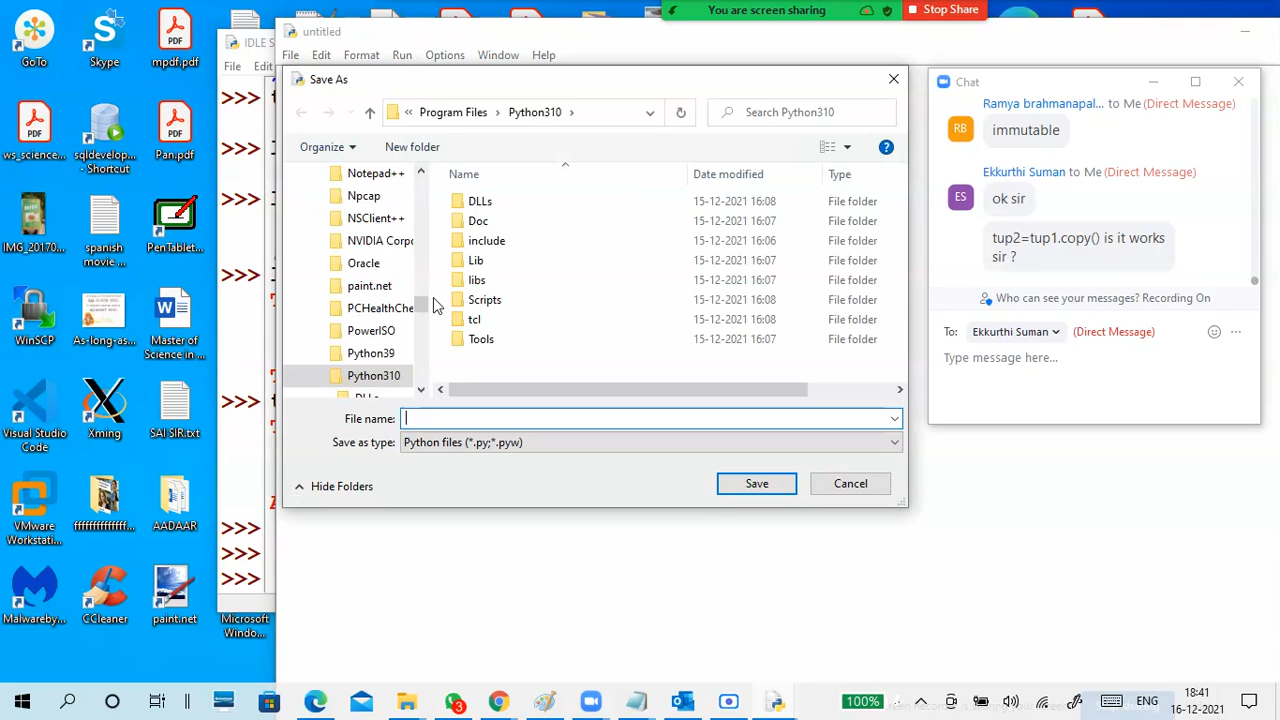 You are screen sharing
Stop Share
untitled
File Edit Format Run Options Window Help
IDLE S
File Edi
Save As
« Program Files › Python310 ›
Search Python310
Organize
New folder
Notepad++
Npcap
NSClient++
NVIDIA Corpo
Oracle
paint.net
PCHealthChe
PowerISO
Python39
Python310
DLLs
Name Date modified Type
DLLs 15-12-2021 16:08 File folder
Doc 15-12-2021 16:07 File folder
include 15-12-2021 16:06 File folder
Lib 15-12-2021 16:07 File folder
libs 15-12-2021 16:07 File folder
Scripts 15-12-2021 16:08 File folder
tcl 15-12-2021 16:08 File folder
Tools 15-12-2021 16:07 File folder
File name:
Save as type: Python files (*.py;*.pyw)
Hide Folders
Save
Cancel
>>>
>>>
>>>
>>>
>>>
>>>
>>>
>>>
Chat
Ramya brahmanapal... to Me (Direct Message)
RB
immutable
Ekkurthi Suman to Me (Direct Message)
ES
ok sir
tup2=tup1.copy() is it works
sir ?
Who can see your messages? Recording On
To: Ekkurthi Suman (Direct Message)
Type message here...
GoTo
Skype
mpdf.pdf
PDF
ws_science...
sqldevelop...
- Shortcut
Pan.pdf
PDF
PDF
IMG_20170...
spanish
movie ...
PenTablet...
WinSCP
As-long-as...
Master of
Science in ...
Visual Studio
Code
Xming
SAI SIR.txt
VMware
Workstati...
ffffffffffffff...
AADAAR
Malwareby...
CCleaner
paint.net
Microsoft
Windo...
3
100%
ENG
18:41
16-12-2021